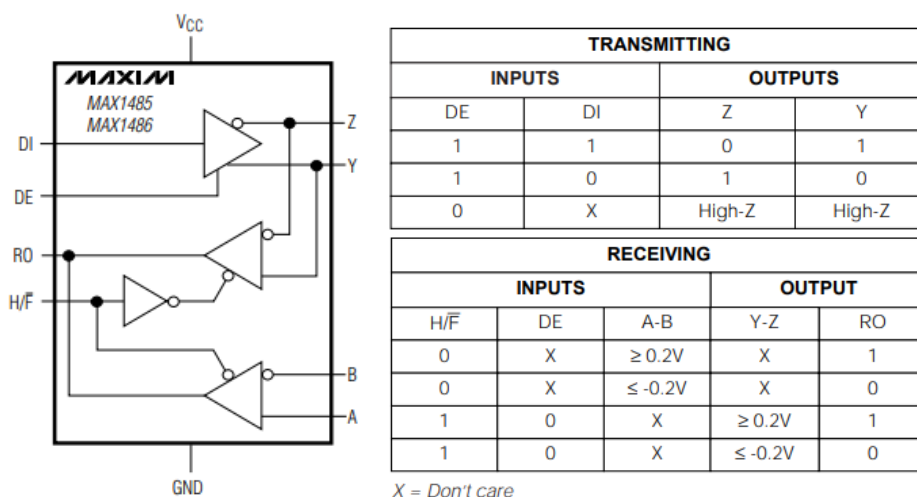 VCC
MAXIM
MAX1485
MAX1486
DI
DE
RO
H/F̅
Z
Y
B
A
GND
TRANSMITTING
INPUTS OUTPUTS
DE DI Z Y
1 1 0 1
1 0 1 0
0 X High-Z High-Z
RECEIVING
INPUTS OUTPUT
H/F̅ DE A-B Y-Z RO
0 X ≥ 0.2V X 1
0 X ≤ -0.2V X 0
1 0 X ≥ 0.2V 1
1 0 X ≤ -0.2V 0
X = Don't care